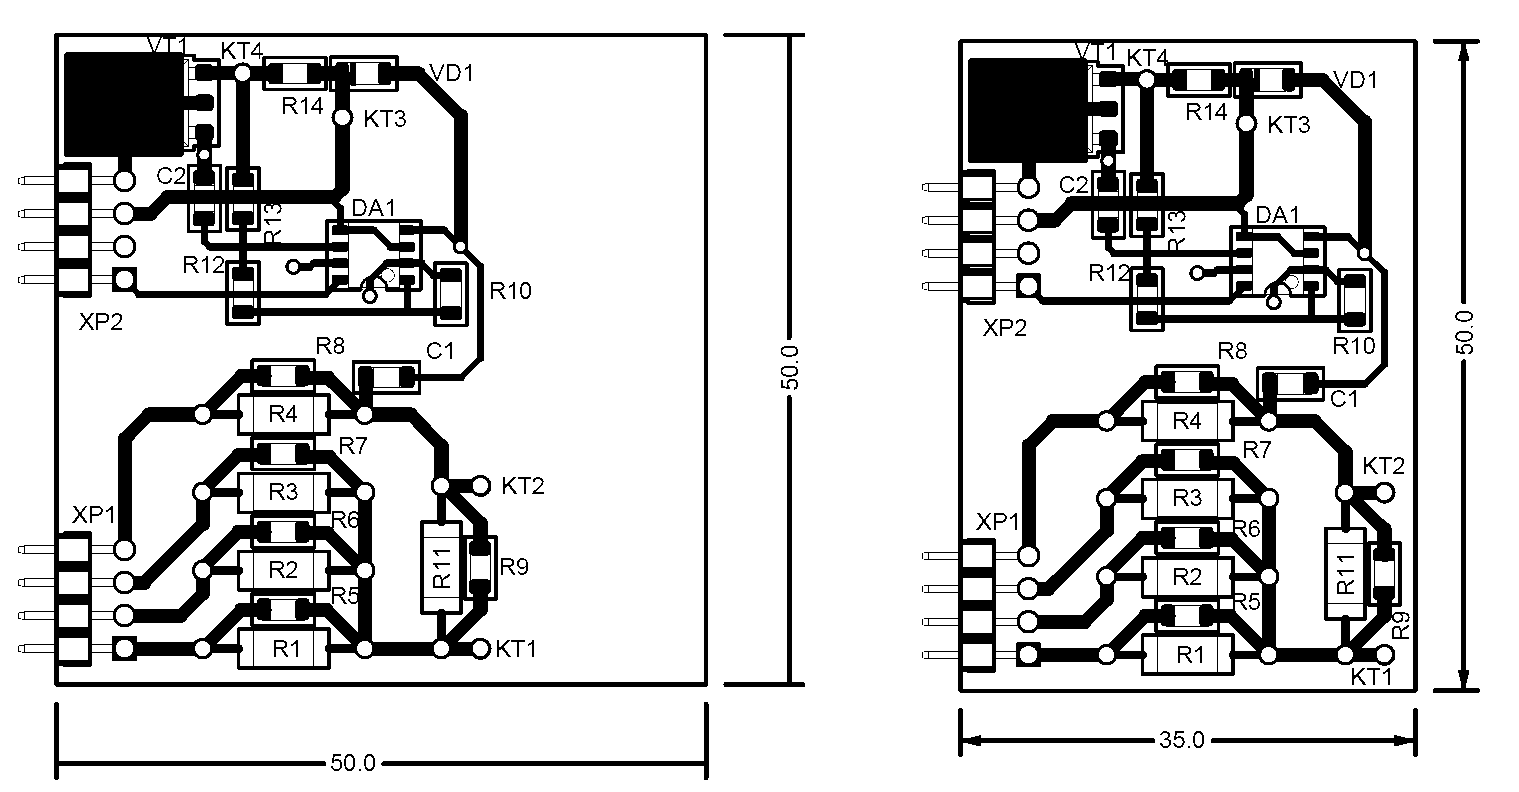 VT1 KT4
VD1
R14
KT3
C2
R13
DA1
R12
R10
XP2
R8
C1
R4
R7
R3
KT2
XP1
R6
R2
R11
R9
R5
R1
KT1
50.0
50.0
VT1 KT4
VD1
R14
KT3
C2
R13
DA1
R12
XP2
R10
R8
C1
R4
R7
R3
KT2
XP1
R6
R2
R11
R5
R9
R1
KT1
50.0
35.0